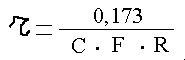 τ = 0,173 / C · F · R